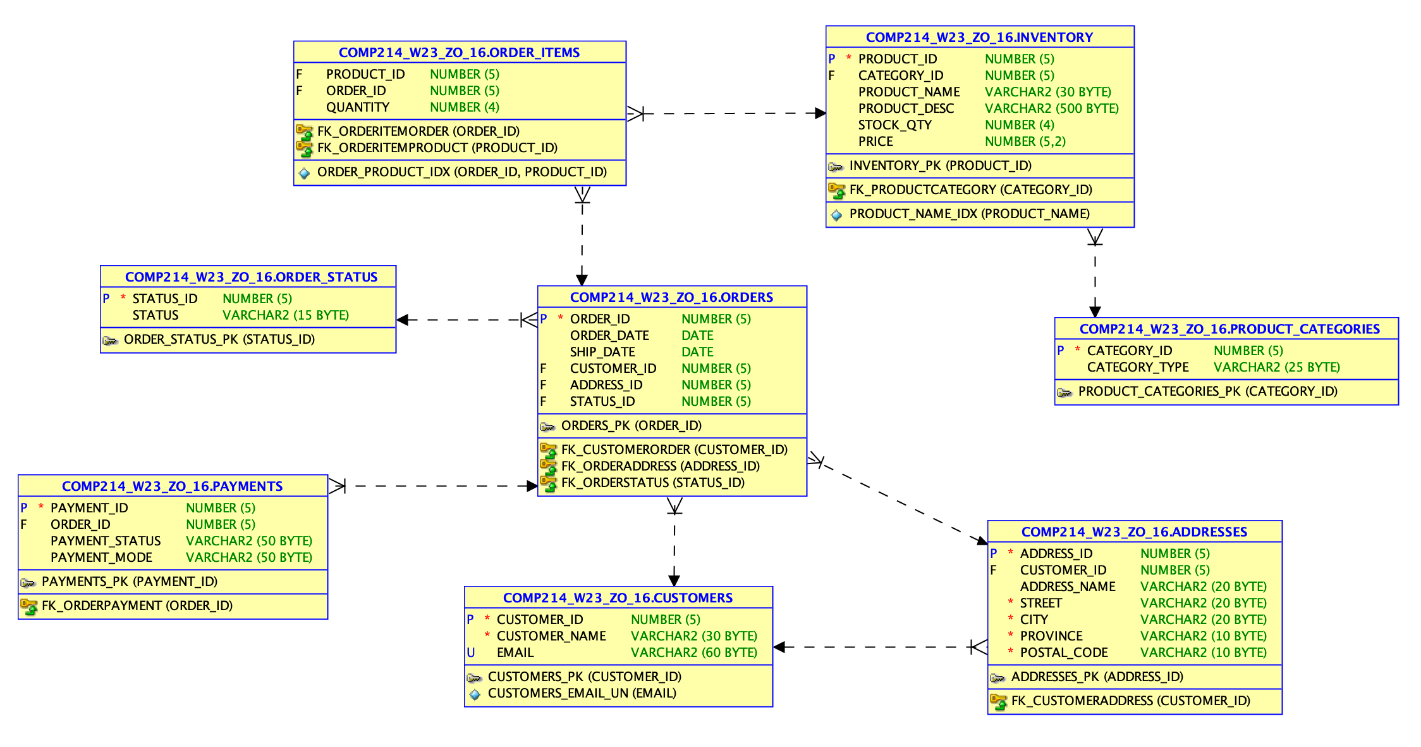 COMP214_W23_ZO_16.ORDER_ITEMS
F PRODUCT_ID NUMBER (5)
F ORDER_ID NUMBER (5)
QUANTITY NUMBER (4)
FK_ORDERITEMORDER (ORDER_ID)
FK_ORDERITEMPRODUCT (PRODUCT_ID)
ORDER_PRODUCT_IDX (ORDER_ID, PRODUCT_ID)
COMP214_W23_ZO_16.INVENTORY
P * PRODUCT_ID NUMBER (5)
F CATEGORY_ID NUMBER (5)
PRODUCT_NAME VARCHAR2 (30 BYTE)
PRODUCT_DESC VARCHAR2 (500 BYTE)
STOCK_QTY NUMBER (4)
PRICE NUMBER (5,2)
INVENTORY_PK (PRODUCT_ID)
FK_PRODUCTCATEGORY (CATEGORY_ID)
PRODUCT_NAME_IDX (PRODUCT_NAME)
COMP214_W23_ZO_16.ORDER_STATUS
P * STATUS_ID NUMBER (5)
STATUS VARCHAR2 (15 BYTE)
ORDER_STATUS_PK (STATUS_ID)
COMP214_W23_ZO_16.ORDERS
P * ORDER_ID NUMBER (5)
ORDER_DATE DATE
SHIP_DATE DATE
F CUSTOMER_ID NUMBER (5)
F ADDRESS_ID NUMBER (5)
F STATUS_ID NUMBER (5)
ORDERS_PK (ORDER_ID)
FK_CUSTOMERORDER (CUSTOMER_ID)
FK_ORDERADDRESS (ADDRESS_ID)
FK_ORDERSTATUS (STATUS_ID)
COMP214_W23_ZO_16.PRODUCT_CATEGORIES
P * CATEGORY_ID NUMBER (5)
CATEGORY_TYPE VARCHAR2 (25 BYTE)
PRODUCT_CATEGORIES_PK (CATEGORY_ID)
COMP214_W23_ZO_16.PAYMENTS
P * PAYMENT_ID NUMBER (5)
F ORDER_ID NUMBER (5)
PAYMENT_STATUS VARCHAR2 (50 BYTE)
PAYMENT_MODE VARCHAR2 (50 BYTE)
PAYMENTS_PK (PAYMENT_ID)
FK_ORDERPAYMENT (ORDER_ID)
COMP214_W23_ZO_16.CUSTOMERS
P * CUSTOMER_ID NUMBER (5)
* CUSTOMER_NAME VARCHAR2 (30 BYTE)
U EMAIL VARCHAR2 (60 BYTE)
CUSTOMERS_PK (CUSTOMER_ID)
CUSTOMERS_EMAIL_UN (EMAIL)
COMP214_W23_ZO_16.ADDRESSES
P * ADDRESS_ID NUMBER (5)
F CUSTOMER_ID NUMBER (5)
ADDRESS_NAME VARCHAR2 (20 BYTE)
* STREET VARCHAR2 (20 BYTE)
* CITY VARCHAR2 (20 BYTE)
* PROVINCE VARCHAR2 (10 BYTE)
* POSTAL_CODE VARCHAR2 (10 BYTE)
ADDRESSES_PK (ADDRESS_ID)
FK_CUSTOMERADDRESS (CUSTOMER_ID)